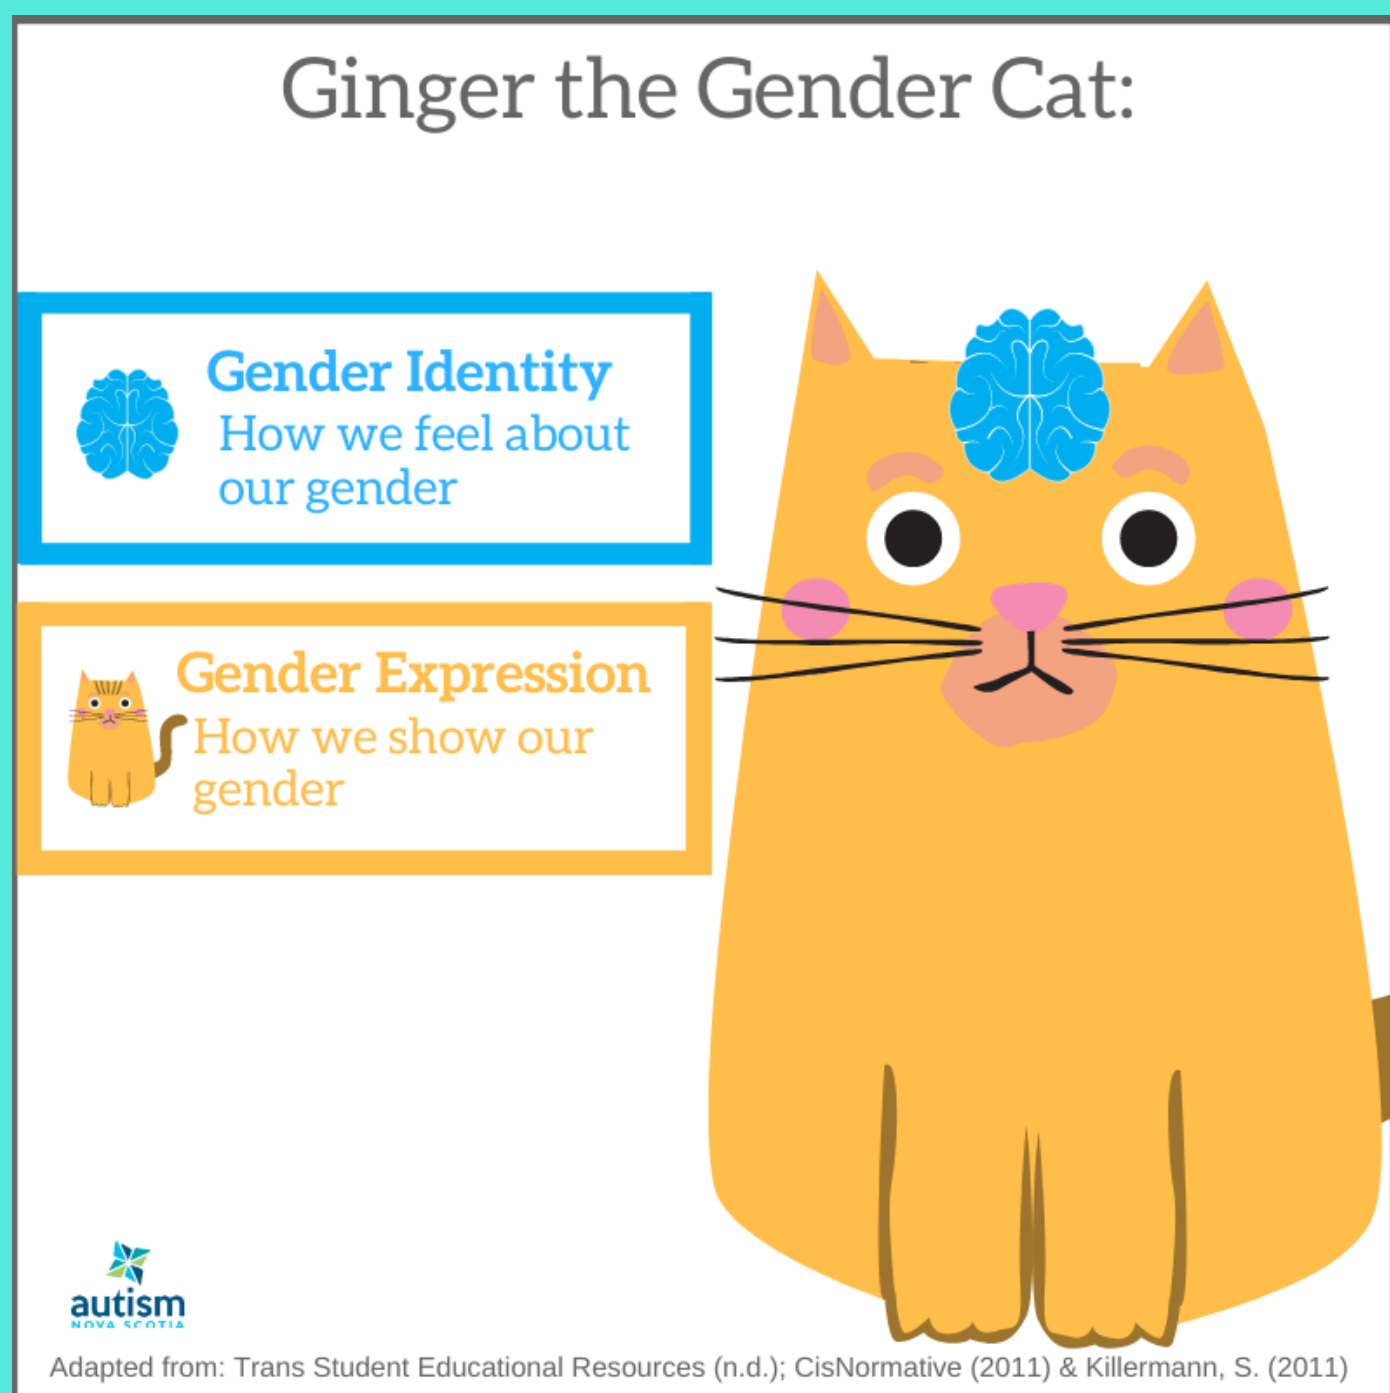 Ginger the Gender Cat:
Gender Identity
How we feel about
our gender
Gender Expression
How we show our
gender
autism
NOVA SCOTIA
Adapted from: Trans Student Educational Resources (n.d.); CisNormative (2011) & Killermann, S. (2011)